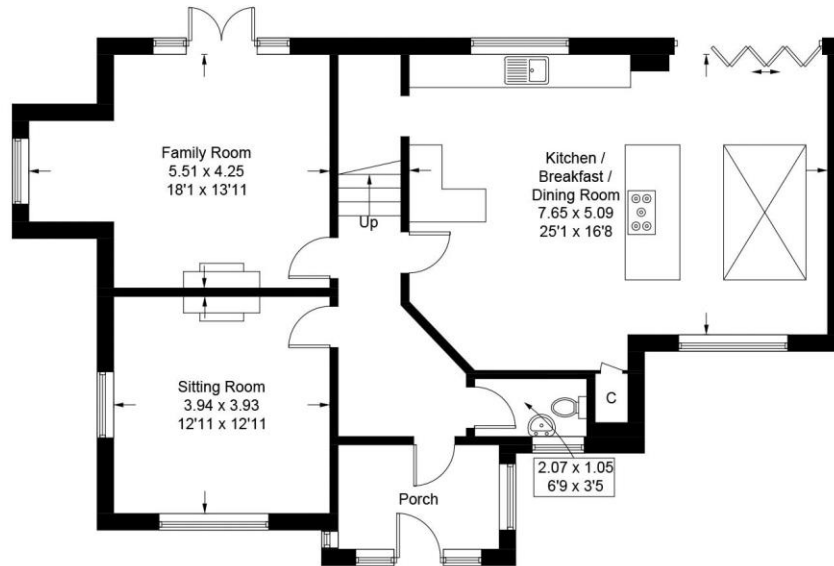 Family Room
5.51 x 4.25
18'1 x 13'11
Up
Kitchen /
Breakfast /
Dining Room
7.65 x 5.09
25'1 x 16'8
Sitting Room
3.94 x 3.93
12'11 x 12'11
C
2.07 x 1.05
6'9 x 3'5
Porch